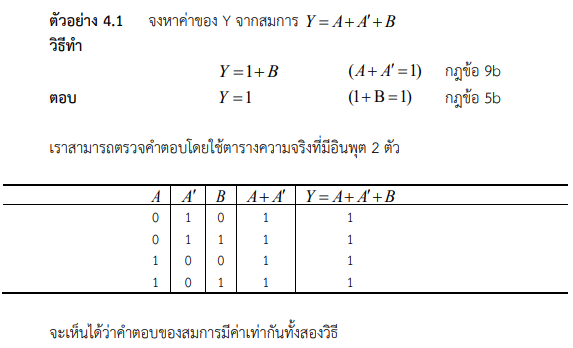 ตัวอย่าง 4.1 จงหาค่าของ Y จากสมการ Y = A + A′ + B
วิธีทำ
Y = 1 + B (A + A′ = 1) กฎข้อ 9b
ตอบ Y = 1 (1 + B = 1) กฎข้อ 5b
เราสามารถตรวจคำตอบโดยใช้ตารางความจริงที่มีอินพุต 2 ตัว
A A′ B A + A′ Y = A + A′ + B
0 1 0 1 1
0 1 1 1 1
1 0 0 1 1
1 0 1 1 1
จะเห็นได้ว่าคำตอบของสมการมีค่าเท่ากันทั้งสองวิธี